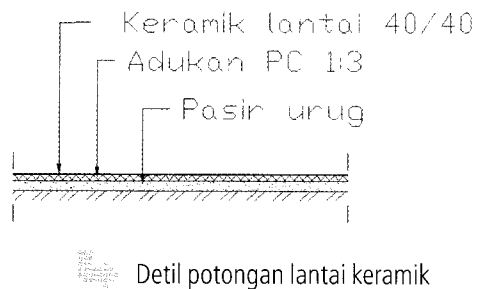 Keramik lantai 40/40
Adukan PC 1:3
Pasir urug
Detil potongan lantai keramik